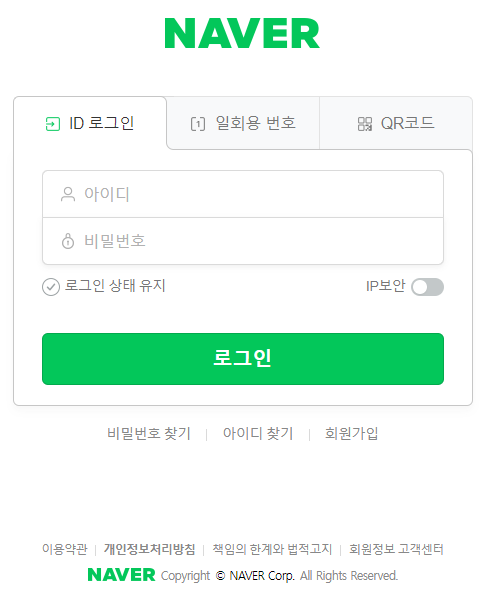 NAVER
ID 로그인 일회용 번호 QR코드
아이디
비밀번호
로그인 상태 유지 IP보안
로그인
비밀번호 찾기 | 아이디 찾기 | 회원가입
이용약관 | 개인정보처리방침 | 책임의 한계와 법적고지 | 회원정보 고객센터
NAVER Copyright © NAVER Corp. All Rights Reserved.